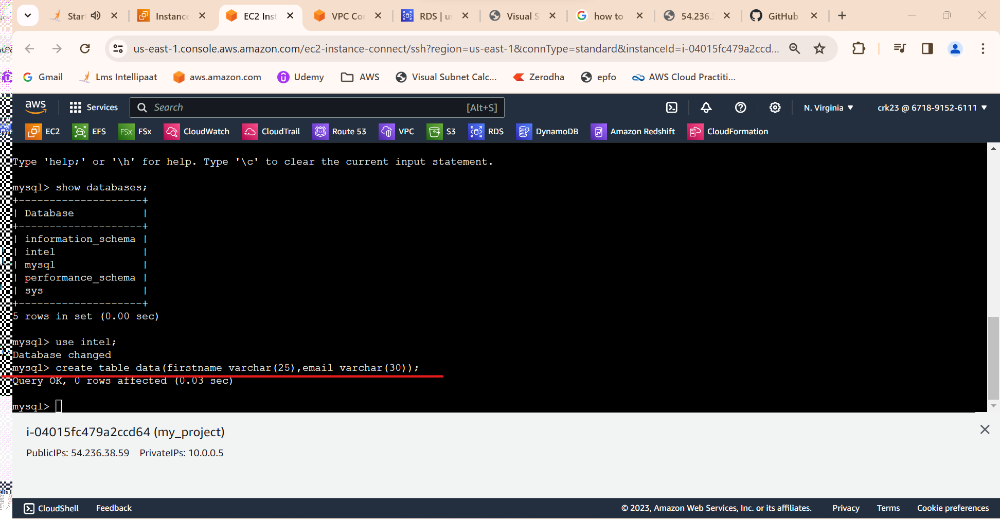 Star
Instance
EC2 Inst
VPC Co
RDS | u
Visual S
how to
54.236.
GitHub
us-east-1.console.aws.amazon.com/ec2-instance-connect/ssh?region=us-east-1&connType=standard&instanceId=i-04015fc479a2ccd...
Gmail
Lms Intellipaat
aws.amazon.com
Udemy
AWS
Visual Subnet Calc...
Zerodha
epfo
AWS Cloud Practiti...
aws
Services
Search
[Alt+S]
N. Virginia
crk23 @ 6718-9152-6111
EC2
EFS
FSx
FSx
CloudWatch
CloudTrail
Route 53
VPC
S3
RDS
DynamoDB
Amazon Redshift
CloudFormation
Type 'help;' or '\h' for help. Type '\c' to clear the current input statement.
mysql> show databases;
+--------------------+
| Database           |
+--------------------+
| information_schema |
| intel              |
| mysql              |
| performance_schema |
| sys                |
+--------------------+
5 rows in set (0.00 sec)
mysql> use intel;
Database changed
mysql> create table data(firstname varchar(25),email varchar(30));
Query OK, 0 rows affected (0.03 sec)
mysql>
i-04015fc479a2ccd64 (my_project)
PublicIPs: 54.236.38.59 PrivateIPs: 10.0.0.5
CloudShell
Feedback
© 2023, Amazon Web Services, Inc. or its affiliates.
Privacy
Terms
Cookie preferences